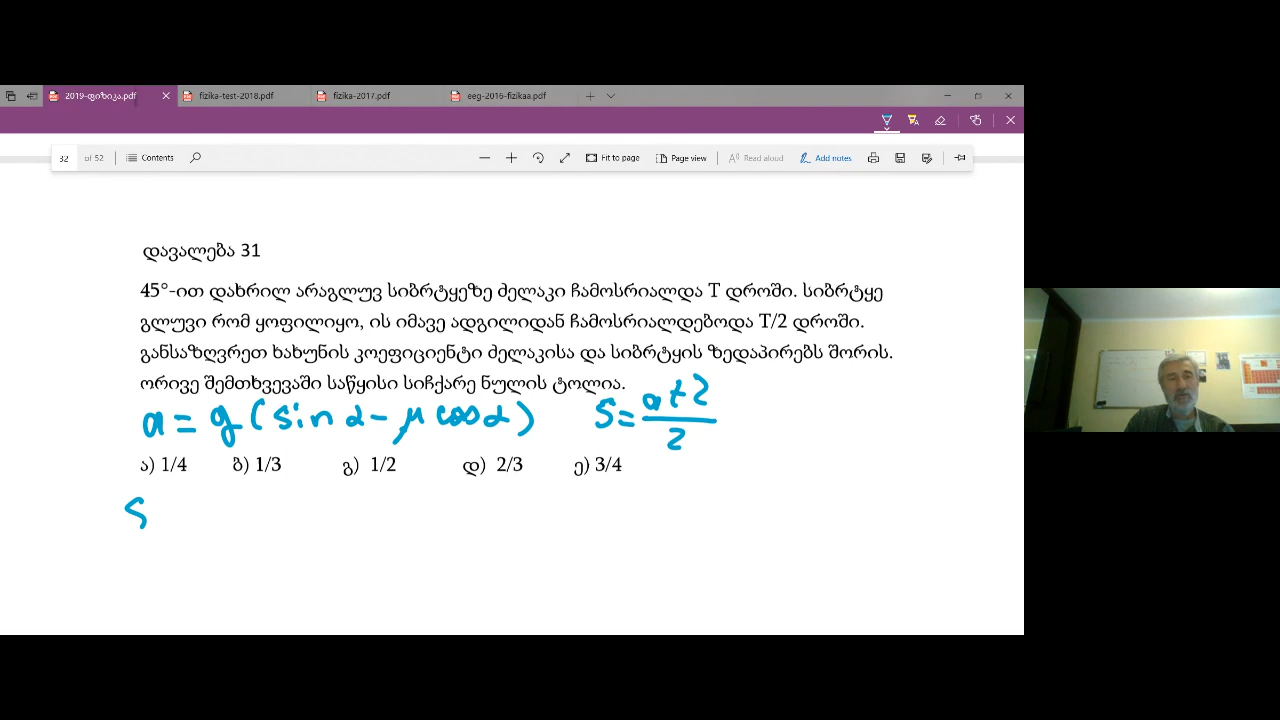 2019-ფიზიკა.pdf fizika-test-2018.pdf fizika-2017.pdf eeg-2016-fizikaa.pdf
32 of 52 Contents Fit to page Page view Read aloud Add notes
დავალება 31
45°-ით დახრილ არაგლუვ სიბრტყეზე ძელაკი ჩამოსრიალდა T დროში. სიბრტყე
გლუვი რომ ყოფილიყო, ის იმავე ადგილიდან ჩამოსრიალდებოდა T/2 დროში.
განსაზღვრეთ ხახუნის კოეფიციენტი ძელაკისა და სიბრტყის ზედაპირებს შორის.
ორივე შემთხვევაში საწყისი სიჩქარე ნულის ტოლია.
a = g (sin α - μ cos α) S = at2/2
ა) 1/4 ბ) 1/3 გ) 1/2 დ) 2/3 ე) 3/4
S